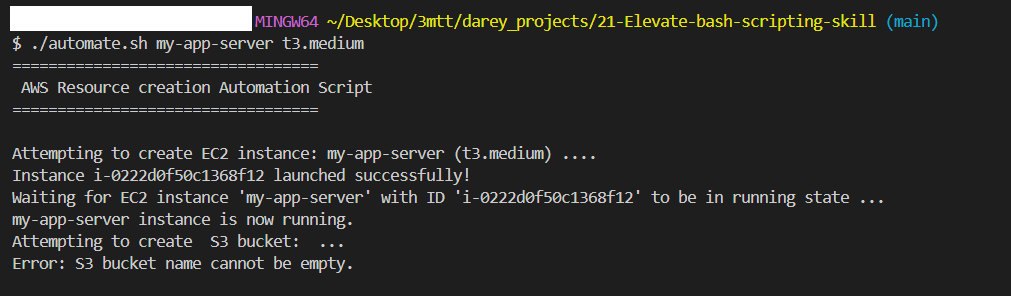 MINGW64 ~/Desktop/3mtt/darey_projects/21-Elevate-bash-scripting-skill (main)
$ ./automate.sh my-app-server t3.medium
==================================
 AWS Resource creation Automation Script
==================================

Attempting to create EC2 instance: my-app-server (t3.medium) ....
Instance i-0222d0f50c1368f12 launched successfully!
Waiting for EC2 instance 'my-app-server' with ID 'i-0222d0f50c1368f12' to be in running state ...
my-app-server instance is now running.
Attempting to create  S3 bucket:  ...
Error: S3 bucket name cannot be empty.